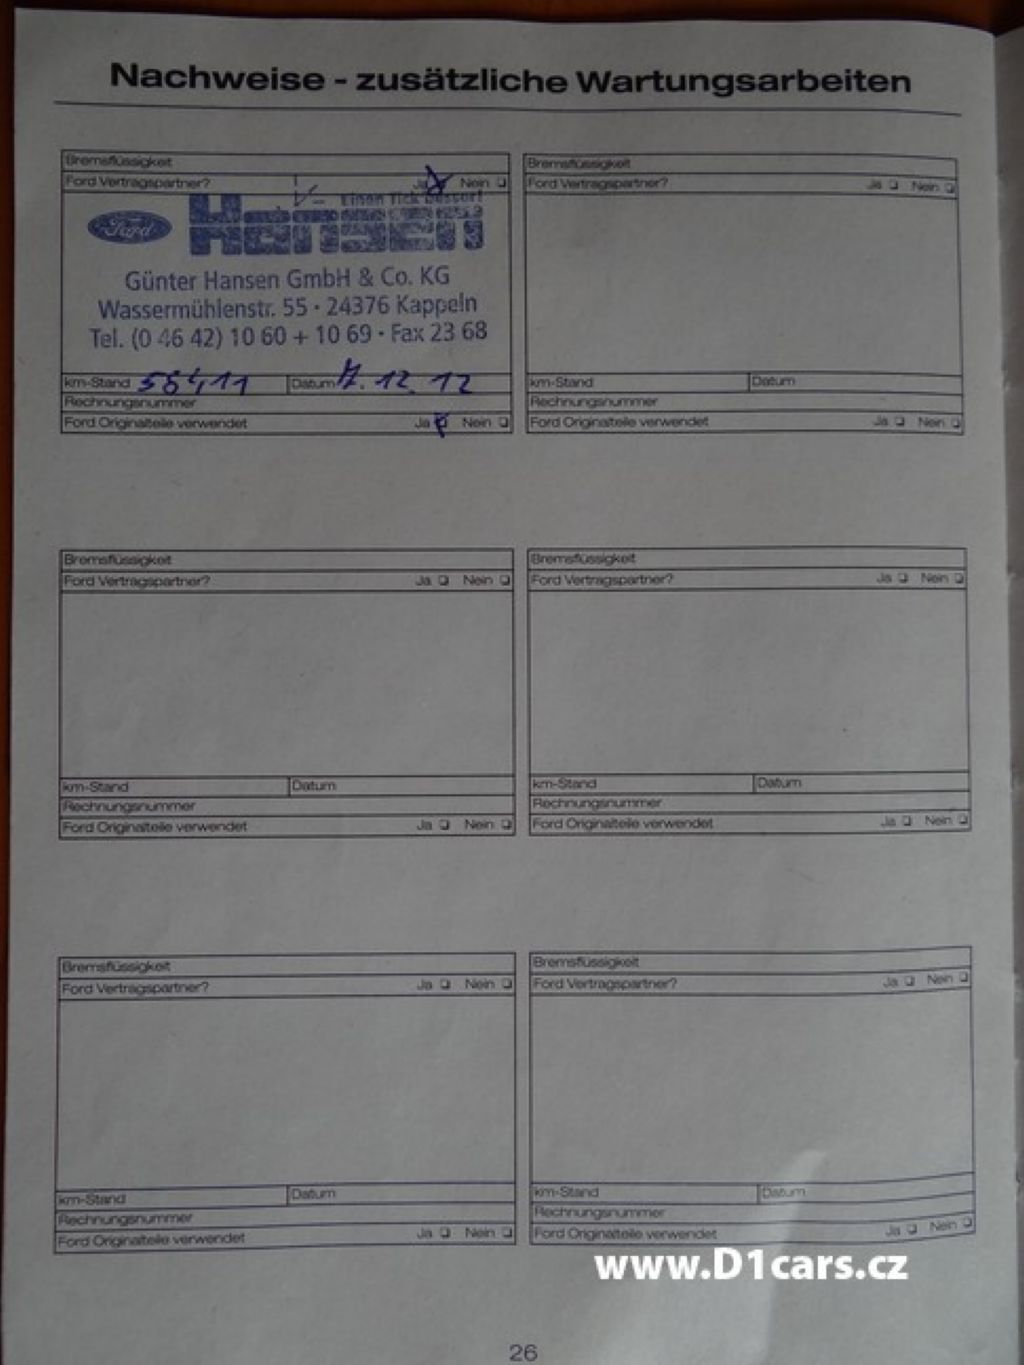 Nachweise - zusätzliche Wartungsarbeiten
Bremsflüssigkeit
Ford Vertragspartner? Ja Nein
Einen Tick besser!
Ford Hansen
Günter Hansen GmbH & Co. KG
Wassermühlenstr. 55 · 24376 Kappeln
Tel. (0 46 42) 10 60 + 10 69 · Fax 23 68
km-Stand Datum 12 12
Rechnungsnummer
Ford Originalteile verwendet Ja Nein
Bremsflüssigkeit
Ford Vertragspartner? Ja Nein
km-Stand Datum
Rechnungsnummer
Ford Originalteile verwendet Ja Nein
Bremsflüssigkeit
Ford Vertragspartner? Ja Nein
km-Stand Datum
Rechnungsnummer
Ford Originalteile verwendet Ja Nein
Bremsflüssigkeit
Ford Vertragspartner? Ja Nein
km-Stand Datum
Rechnungsnummer
Ford Originalteile verwendet Ja Nein
Bremsflüssigkeit
Ford Vertragspartner? Ja Nein
km-Stand Datum
Rechnungsnummer
Ford Originalteile verwendet Ja Nein
Bremsflüssigkeit
Ford Vertragspartner? Ja Nein
km-Stand Datum
Rechnungsnummer
Ford Originalteile verwendet Ja Nein
www.D1cars.cz
26